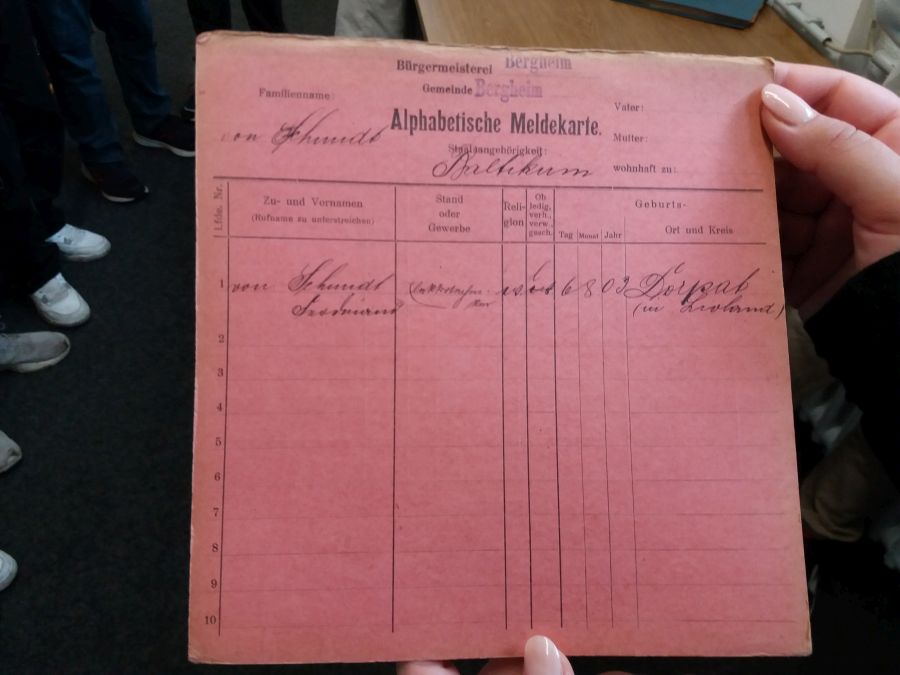 Bürgermeisterei Bergheim
Gemeinde Bergheim
Familienname:
von Schmidt
Alphabetische Meldekarte.
Staatsangehörigkeit:
Baltikum
Vater:
Mutter:
wohnhaft zu:
Lfde. Nr.
Zu- und Vornamen
(Rufname zu unterstreichen)
Stand
oder
Gewerbe
Reli-
gion
Ob
ledig,
verh.,
verw.,
gesch.
Geburts-
Tag Monat Jahr Ort und Kreis
1 von Schmidt 6 8 03 Dorpat
Ferdinand (in Livland)
2
3
4
5
6
7
8
9
10